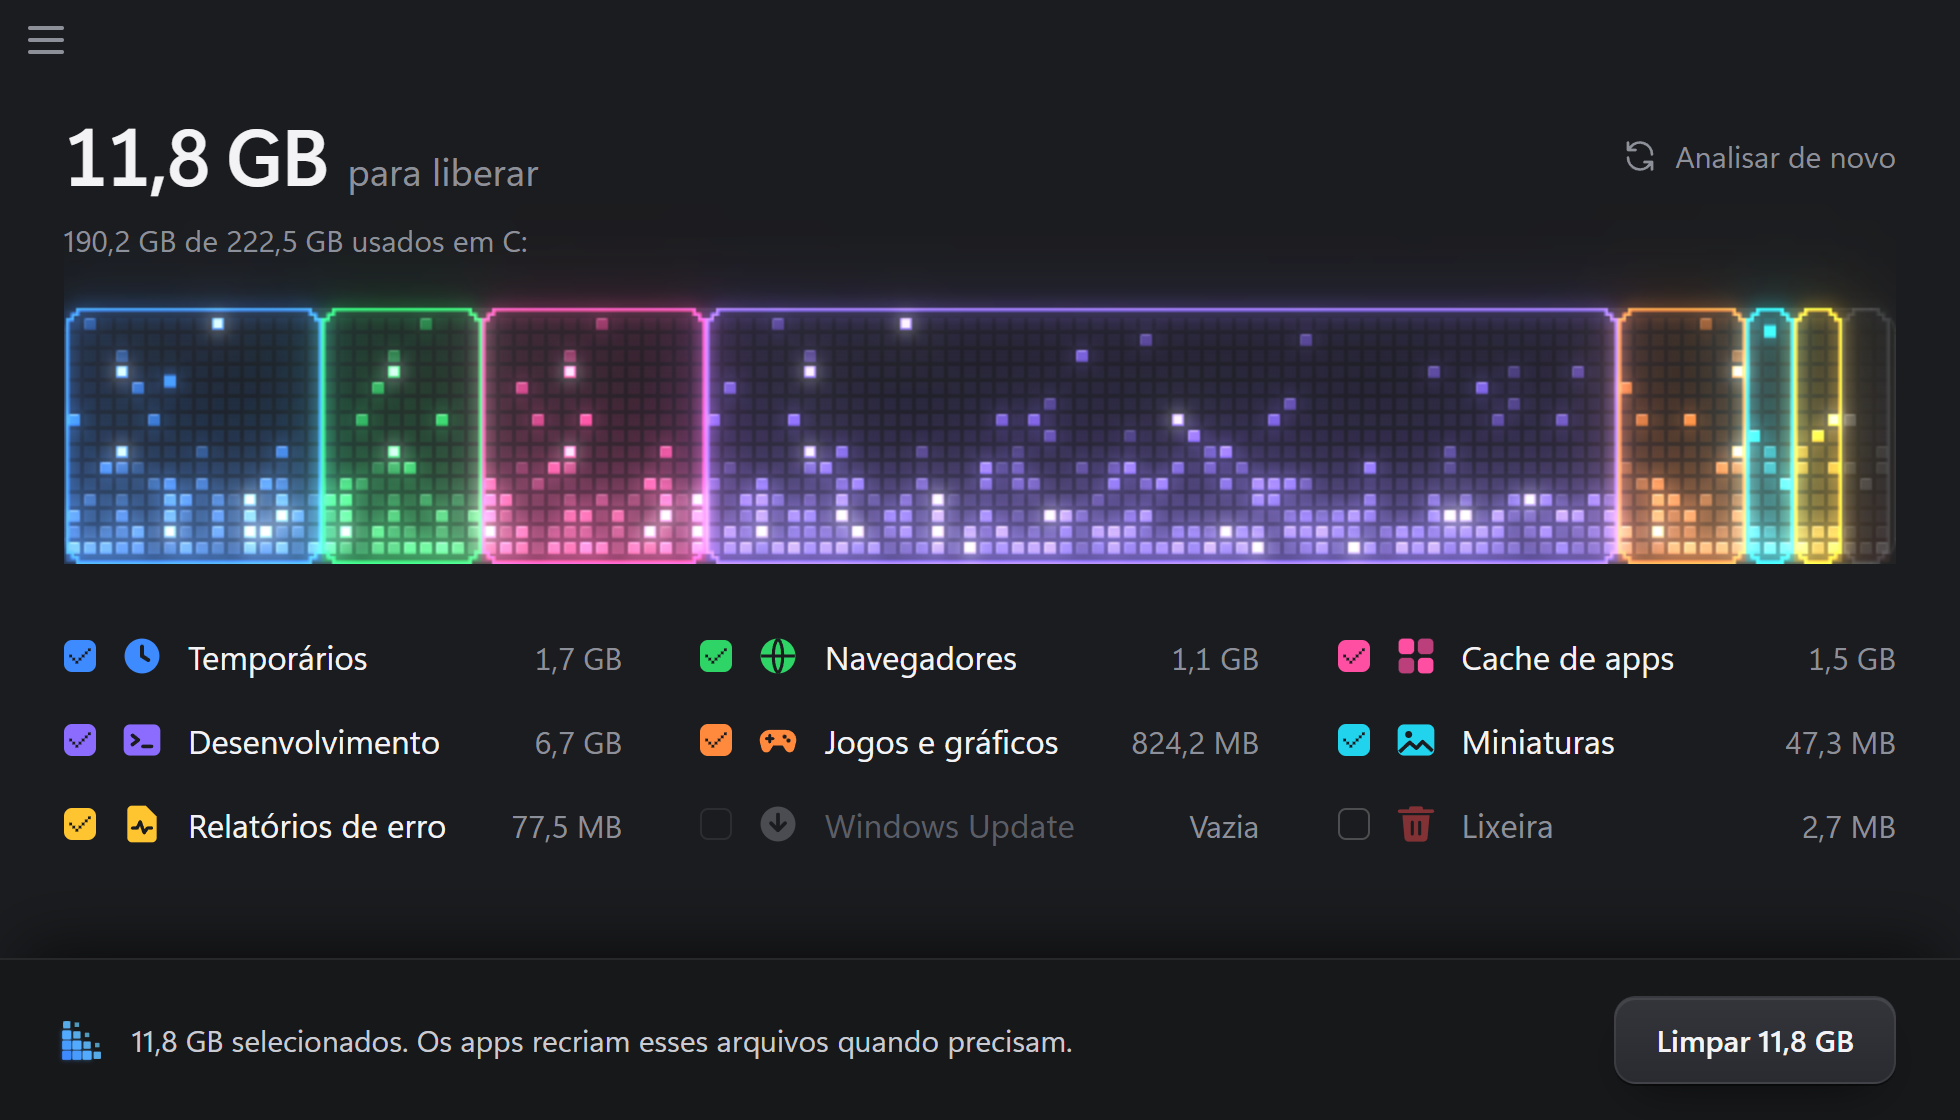 11,8 GB para liberar
Analisar de novo
190,2 GB de 222,5 GB usados em C:
Temporários 1,7 GB
Navegadores 1,1 GB
Cache de apps 1,5 GB
Desenvolvimento 6,7 GB
Jogos e gráficos 824,2 MB
Miniaturas 47,3 MB
Relatórios de erro 77,5 MB
Windows Update Vazia
Lixeira 2,7 MB
11,8 GB selecionados. Os apps recriam esses arquivos quando precisam.
Limpar 11,8 GB